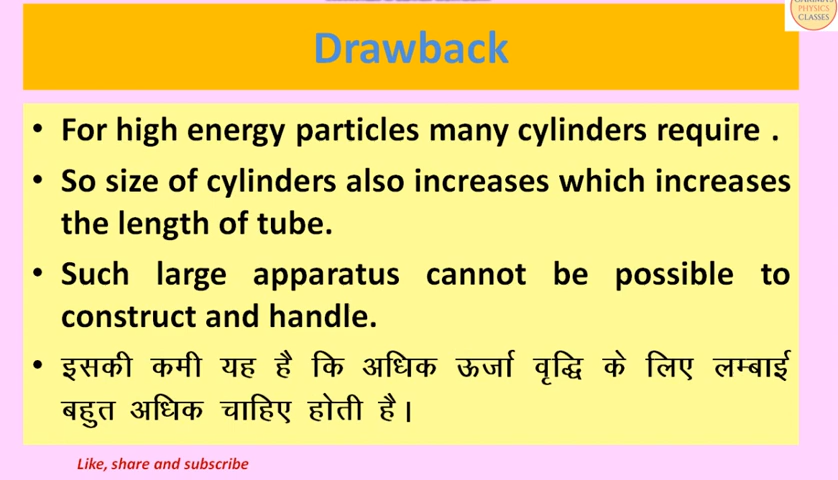 PHYSICS
CLASSES
Drawback
• For high energy particles many cylinders require .
• So size of cylinders also increases which increases
the length of tube.
• Such large apparatus cannot be possible to
construct and handle.
• इसकी कमी यह है कि अधिक ऊर्जा वृद्धि के लिए लम्बाई
बहुत अधिक चाहिए होती है।
Like, share and subscribe